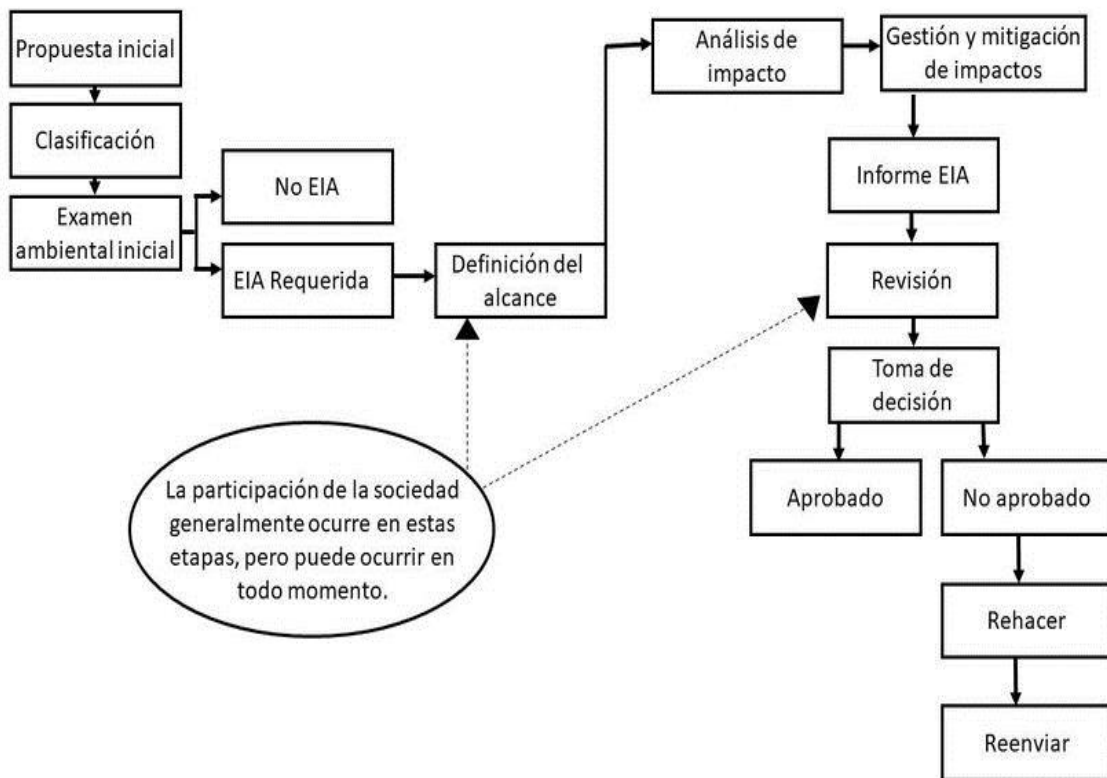 Propuesta inicial
Clasificación
Examen
ambiental inicial
No EIA
EIA Requerida
Definición del
alcance
Análisis de
impacto
Gestión y mitigación
de impactos
Informe EIA
Revisión
Toma de
decisión
Aprobado
No aprobado
Rehacer
Reenviar
La participación de la sociedad
generalmente ocurre en estas
etapas, pero puede ocurrir en
todo momento.